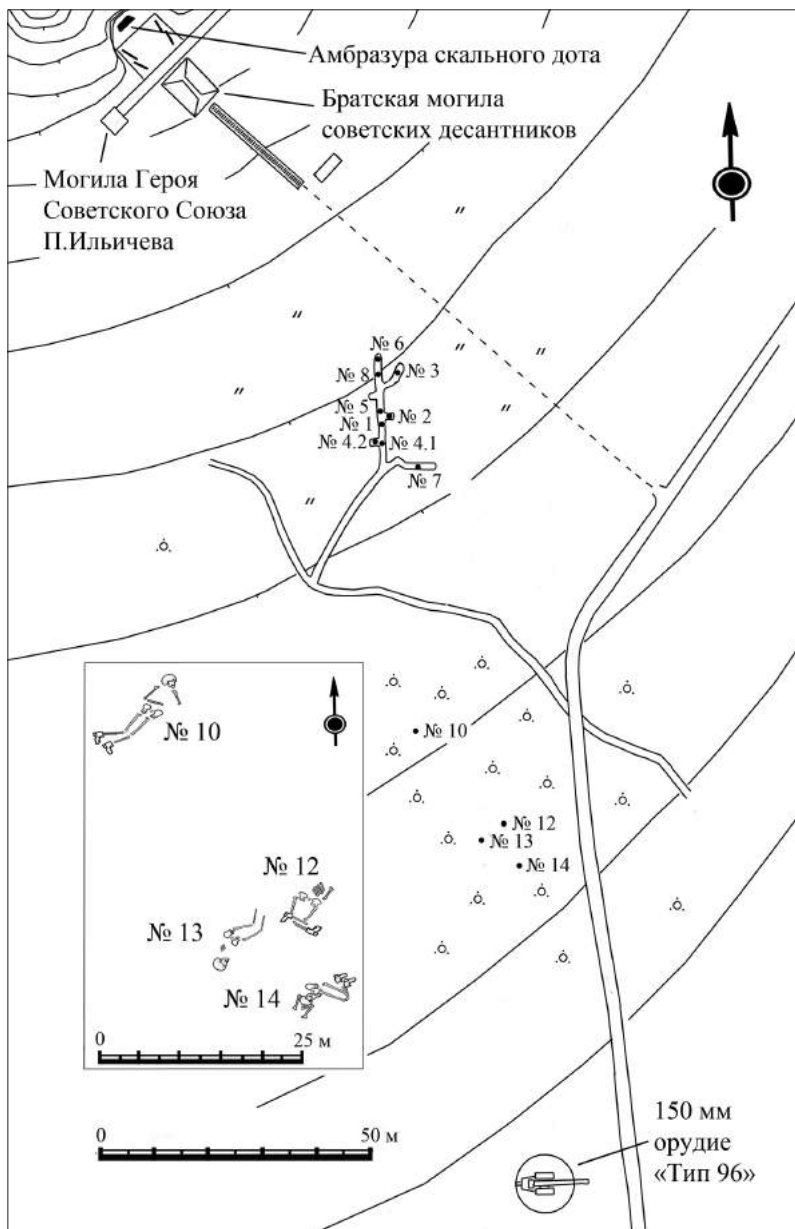 Амбразура скального дота
Братская могила
советских десантников
Могила Героя
Советского Союза
П.Ильичева
№ 6
№ 8
№ 3
№ 5
№ 2
№ 1
№ 4.2
№ 4.1
№ 7
№ 10
№ 10
№ 12
№ 12
№ 13
№ 13
№ 14
№ 14
0
25 м
0
50 м
150 мм
орудие
«Тип 96»